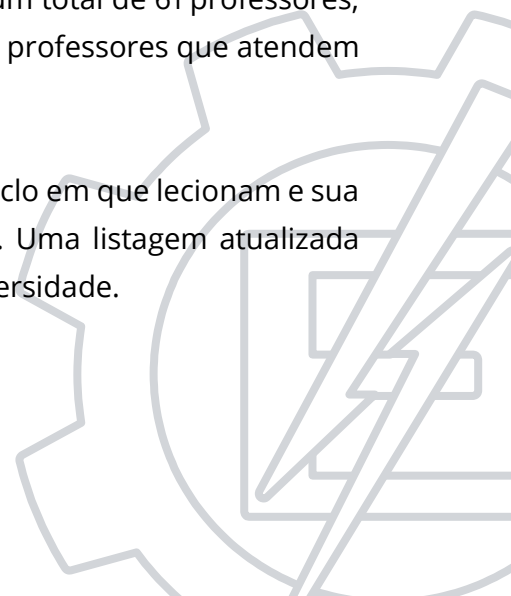 um total de 61 professores,
professores que atendem
clo em que lecionam e sua
. Uma listagem atualizada
ersidade.